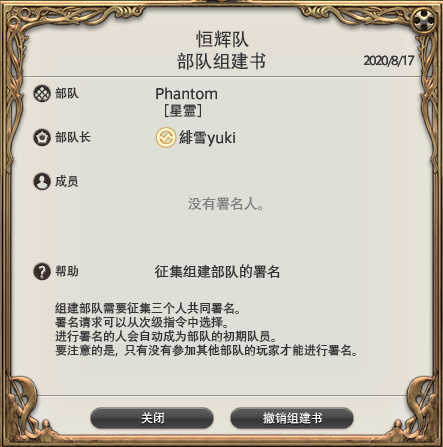 恒辉队
部队组建书
2020/8/17
部队
Phantom
［星霊］
部队长
緋雪yuki
成员
没有署名人。
帮助
征集组建部队的署名
组建部队需要征集三个人共同署名。
署名请求可以从次级指令中选择。
进行署名的人会自动成为部队的初期队员。
要注意的是，只有没有参加其他部队的玩家才能进行署名。
关闭
撤销组建书